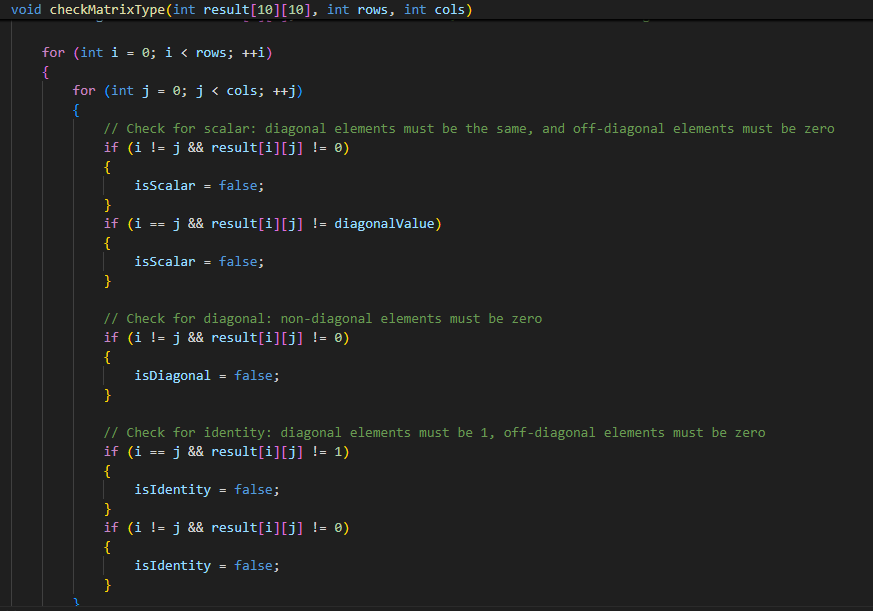 void checkMatrixType(int result[10][10], int rows, int cols)
for (int i = 0; i < rows; ++i)
{
for (int j = 0; j < cols; ++j)
{
// Check for scalar: diagonal elements must be the same, and off-diagonal elements must be zero
if (i != j && result[i][j] != 0)
{
isScalar = false;
}
if (i == j && result[i][j] != diagonalValue)
{
isScalar = false;
}
// Check for diagonal: non-diagonal elements must be zero
if (i != j && result[i][j] != 0)
{
isDiagonal = false;
}
// Check for identity: diagonal elements must be 1, off-diagonal elements must be zero
if (i == j && result[i][j] != 1)
{
isIdentity = false;
}
if (i != j && result[i][j] != 0)
{
isIdentity = false;
}
}